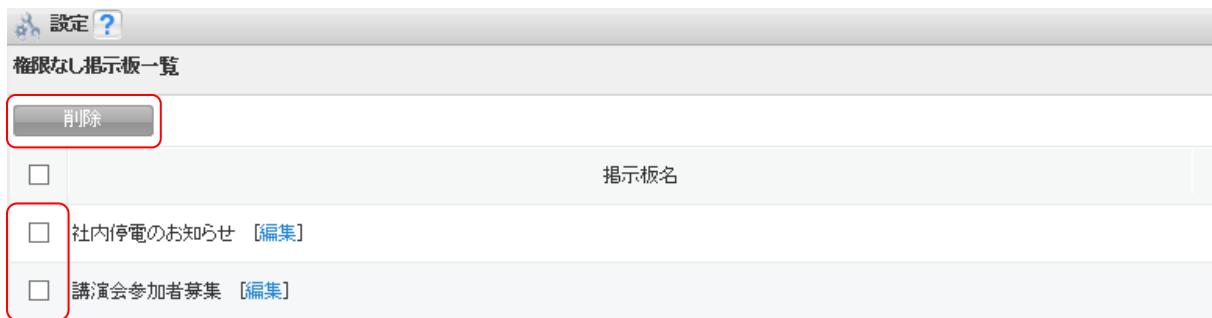 設定 ?
権限なし掲示板一覧
削除
掲示板名
社内停電のお知らせ [編集]
講演会参加者募集 [編集]